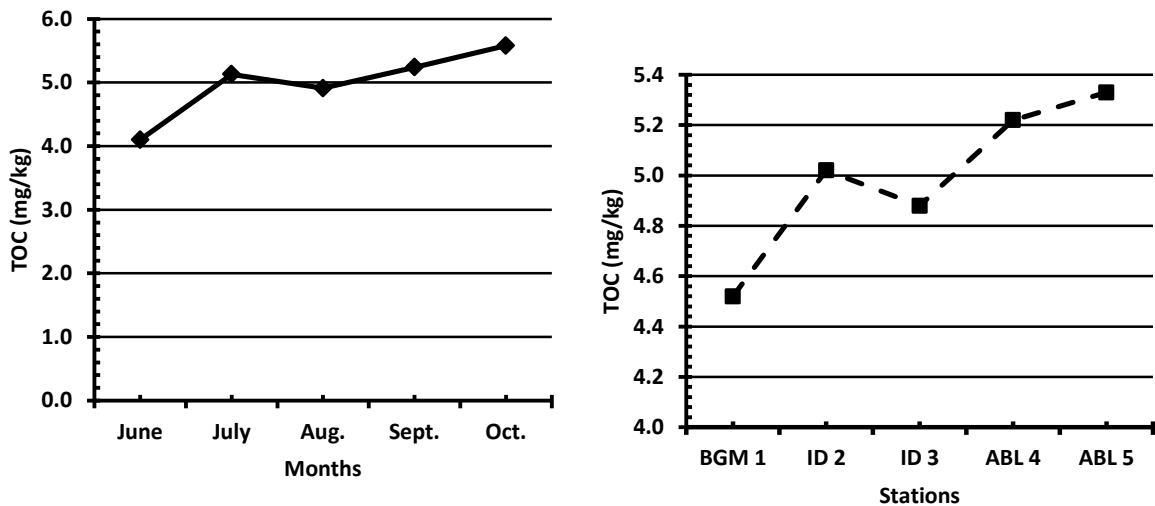 6.0
5.0
4.0
3.0
2.0
1.0
0.0
TOC (mg/kg)
June July Aug. Sept. Oct.
Months
5.4
5.2
5.0
4.8
4.6
4.4
4.2
4.0
TOC (mg/kg)
BGM 1 ID 2 ID 3 ABL 4 ABL 5
Stations